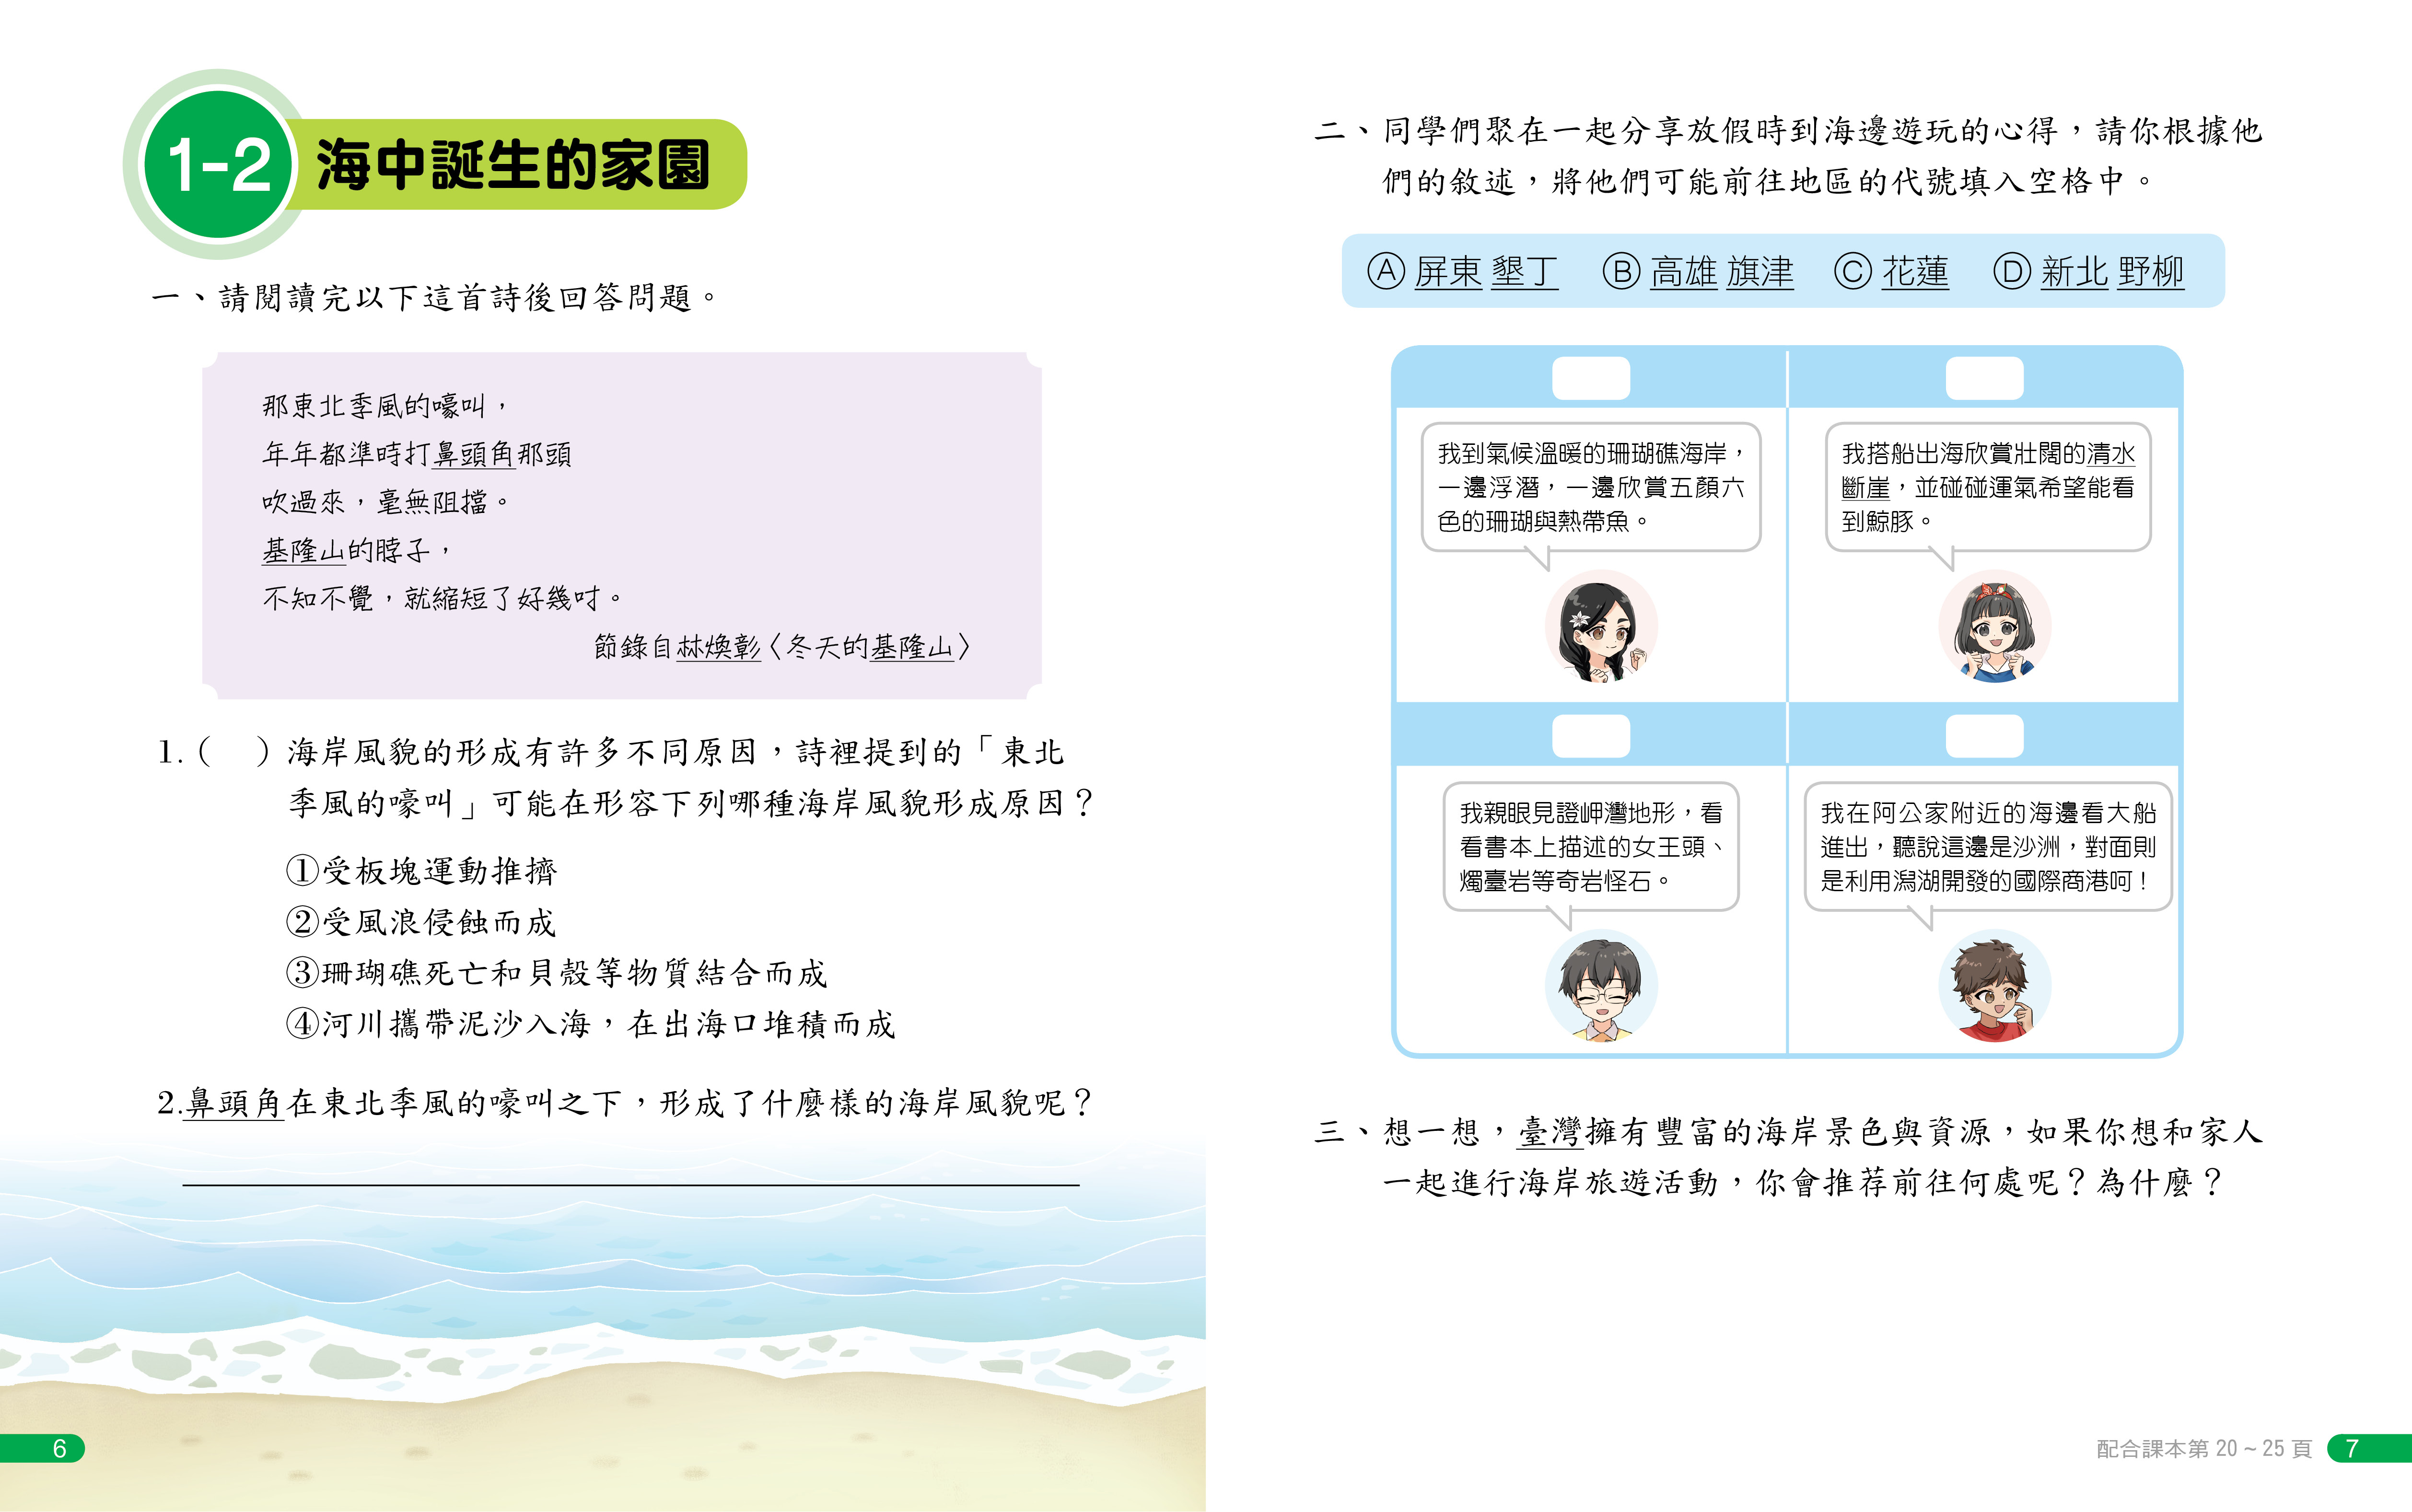 1-2 海中誕生的家園
一、請閱讀完以下這首詩後回答問題。
那東北季風的嚎叫，
年年都準時打鼻頭角那頭
吹過來，毫無阻擋。
基隆山的脖子，
不知不覺，就縮短了好幾吋。
節錄自林煥彰〈冬天的基隆山〉
1.（　）海岸風貌的形成有許多不同原因，詩裡提到的「東北
季風的嚎叫」可能在形容下列哪種海岸風貌形成原因？
①受板塊運動推擠
②受風浪侵蝕而成
③珊瑚礁死亡和貝殼等物質結合而成
④河川攜帶泥沙入海，在出海口堆積而成
2.鼻頭角在東北季風的嚎叫之下，形成了什麼樣的海岸風貌呢？
6
二、同學們聚在一起分享放假時到海邊遊玩的心得，請你根據他
們的敘述，將他們可能前往地區的代號填入空格中。
Ⓐ屏東 墾丁 Ⓑ高雄 旗津 Ⓒ花蓮 Ⓓ新北 野柳
我到氣候溫暖的珊瑚礁海岸，
一邊浮潛，一邊欣賞五顏六
色的珊瑚與熱帶魚。
我搭船出海欣賞壯闊的清水
斷崖，並碰碰運氣希望能看
到鯨豚。
我親眼見證岬灣地形，看
看書本上描述的女王頭、
燭臺岩等奇岩怪石。
我在阿公家附近的海邊看大船
進出，聽說這邊是沙洲，對面則
是利用潟湖開發的國際商港呵！
三、想一想，臺灣擁有豐富的海岸景色與資源，如果你想和家人
一起進行海岸旅遊活動，你會推荐前往何處呢？為什麼？
配合課本第 20 ~ 25 頁 7